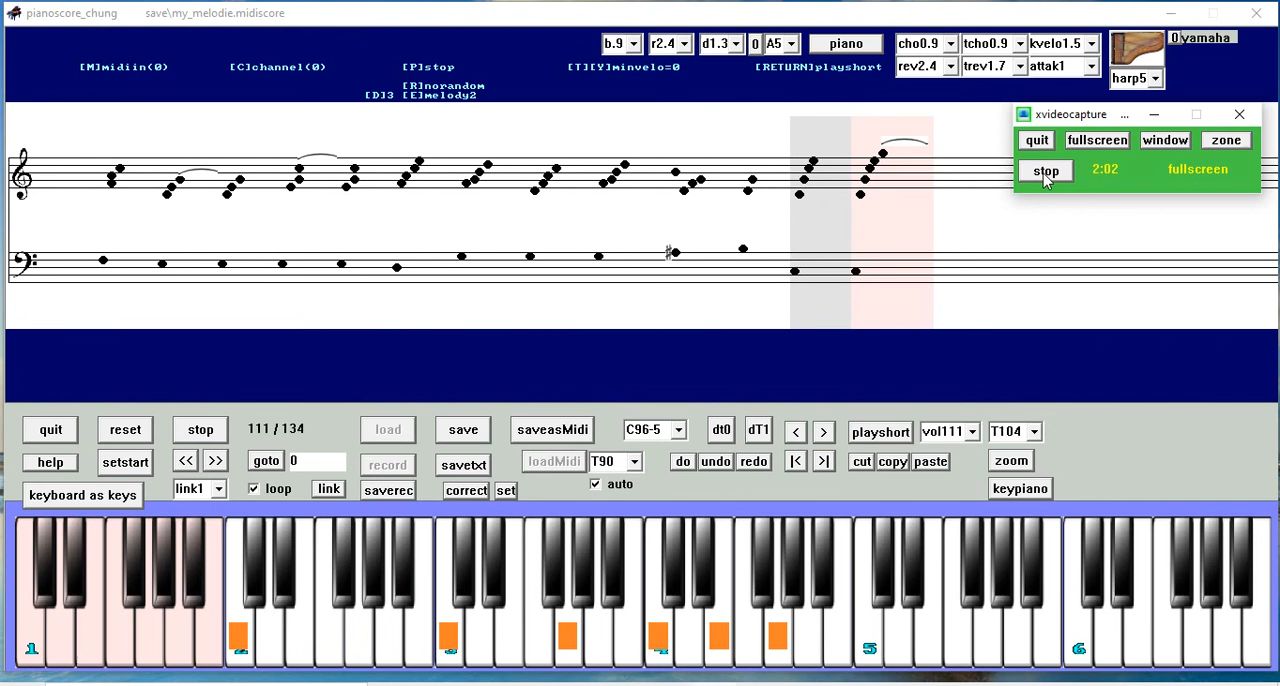 pianoscore_chung save\my_melodie.midiscore
b.9 r2.4 d1.3 0 A5 piano cho0.9 tcho0.9 kvelo1.5 0 yamaha
[M]midiin(0) [C]channel(0) [P]stop [T][Y]minvelo=0 [RETURN]playshort rev2.4 trev1.7 attak1
harp5
[R]norandom
[D]3 [E]melody2
xvideocapture ...
quit fullscreen window zone
stop 2:02 fullscreen
quit reset stop 111 / 134 load save saveasMidi C96-5 dt0 dT1 < > playshort vol111 T104
help setstart << >> goto 0 record savetxt loadMidi T90 do undo redo |< >| cut copy paste zoom
keyboard as keys link1 loop link saverec correct set auto keypiano
1 2 3 4 5 6